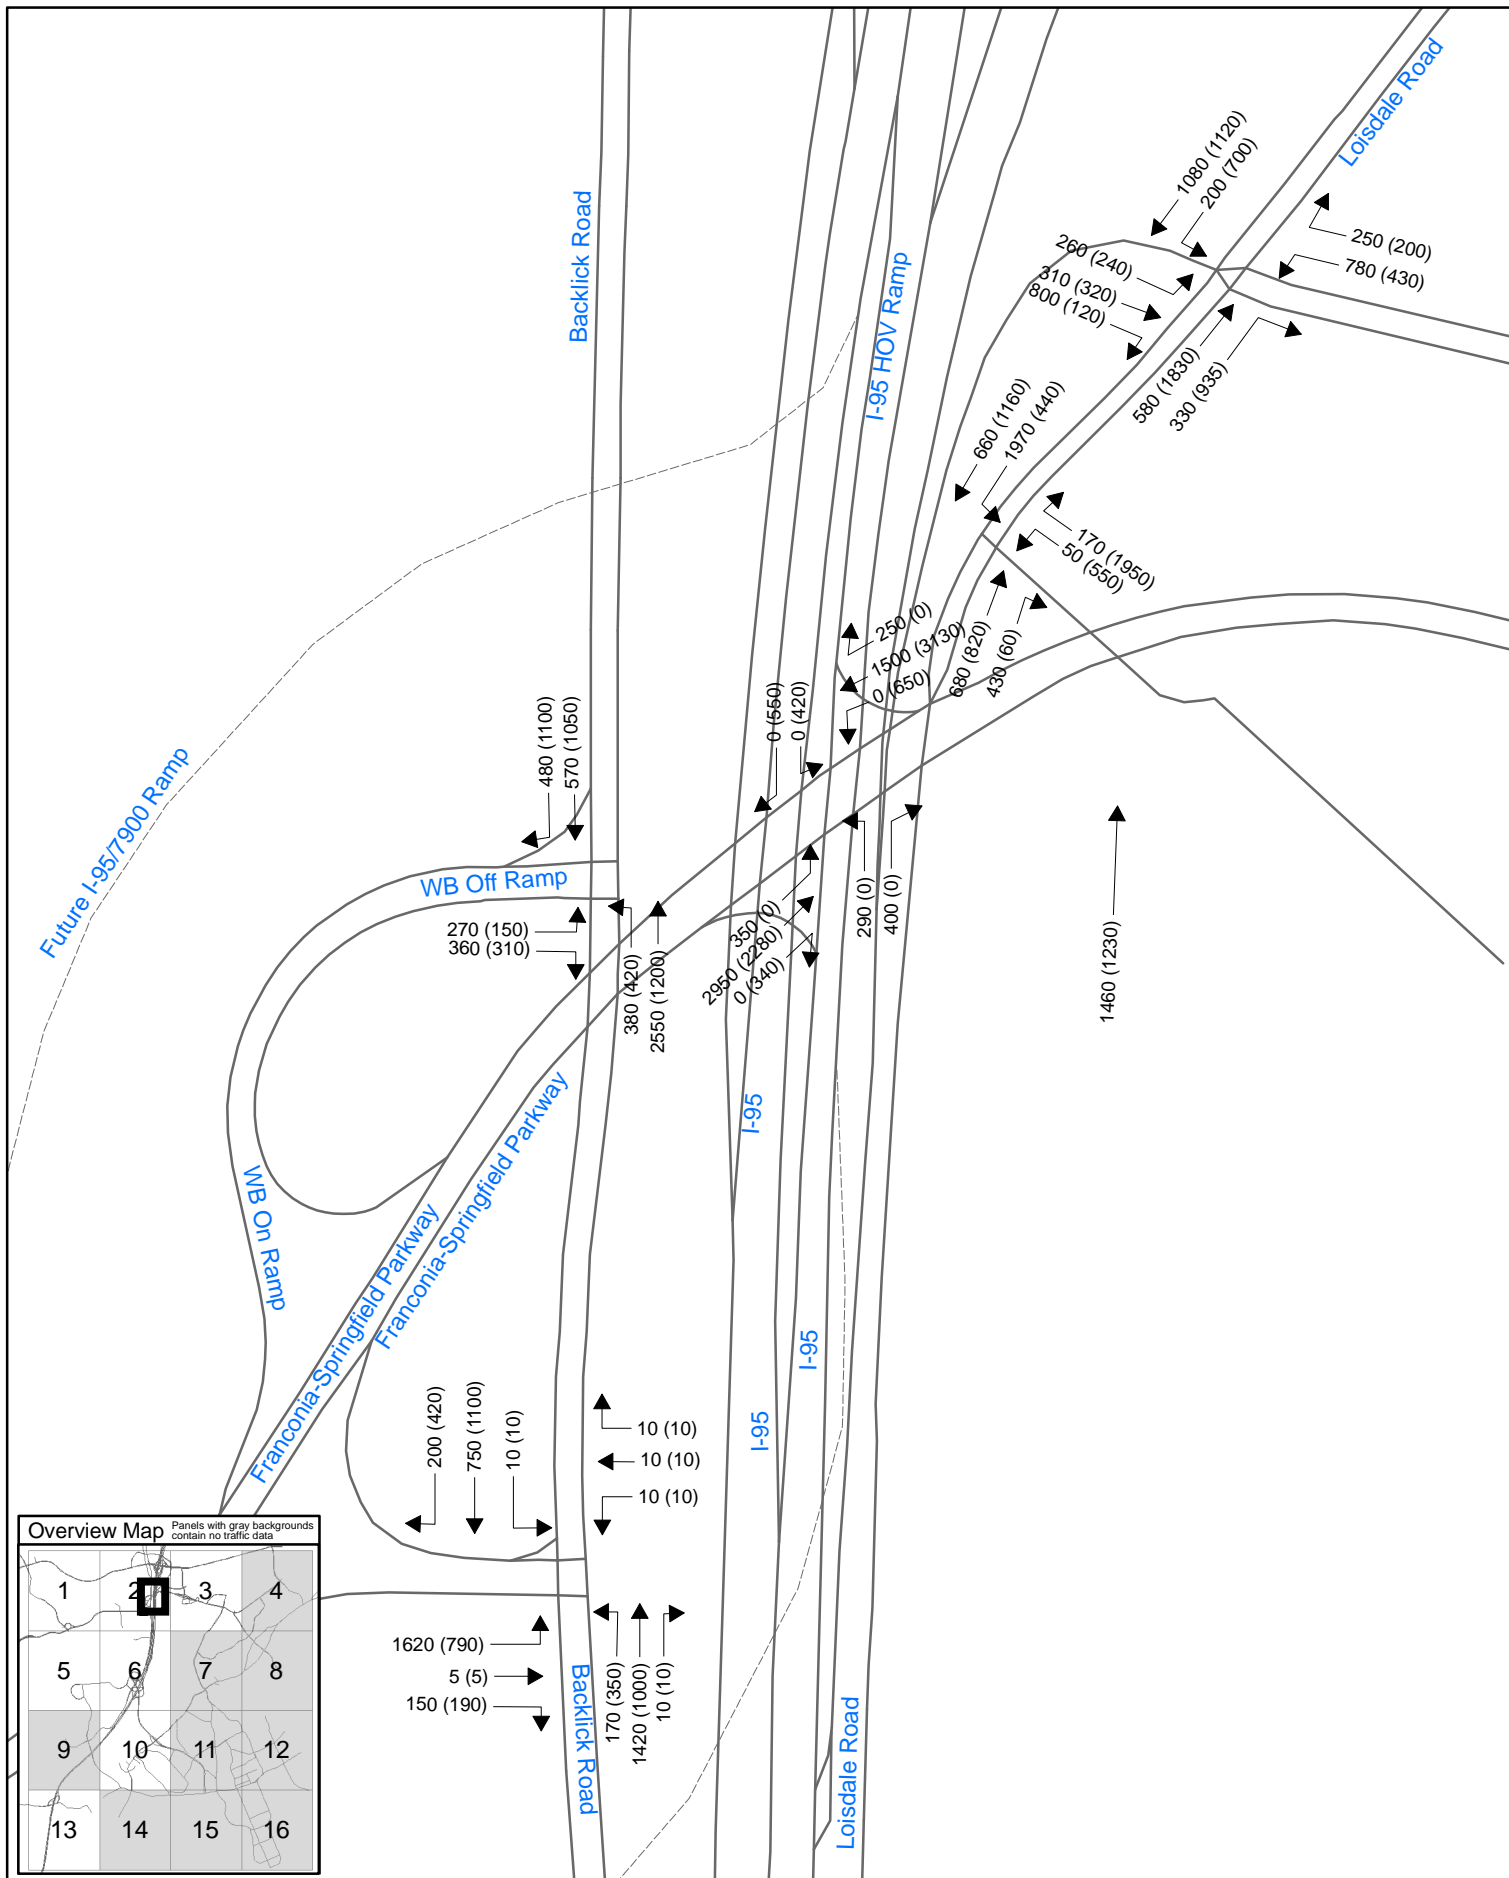 Loisdale Road
1080 (1120)
200 (700)
250 (200)
780 (430)
260 (240)
310 (320)
800 (120)
Backlick Road
I-95 HOV Ramp
580 (1830)
330 (935)
660 (1160)
1970 (440)
170 (1950)
50 (550)
250 (0)
1500 (3130)
0 (650)
680 (820)
430 (60)
0 (550)
0 (420)
480 (1100)
570 (1050)
Future I-95/7900 Ramp
WB Off Ramp
270 (150)
360 (310)
380 (420)
2550 (1200)
350 (0)
2950 (2280)
0 (340)
290 (0)
400 (0)
1460 (1230)
I-95
Franconia-Springfield Parkway
Franconia-Springfield Parkway
WB On Ramp
I-95
I-95
200 (420)
750 (1100)
10 (10)
10 (10)
10 (10)
10 (10)
1620 (790)
5 (5)
150 (190)
170 (350)
1420 (1000)
10 (10)
Backlick Road
Loisdale Road
Overview Map
Panels with gray backgrounds
contain no traffic data
1 2 3 4
5 6 7 8
9 10 11 12
13 14 15 16